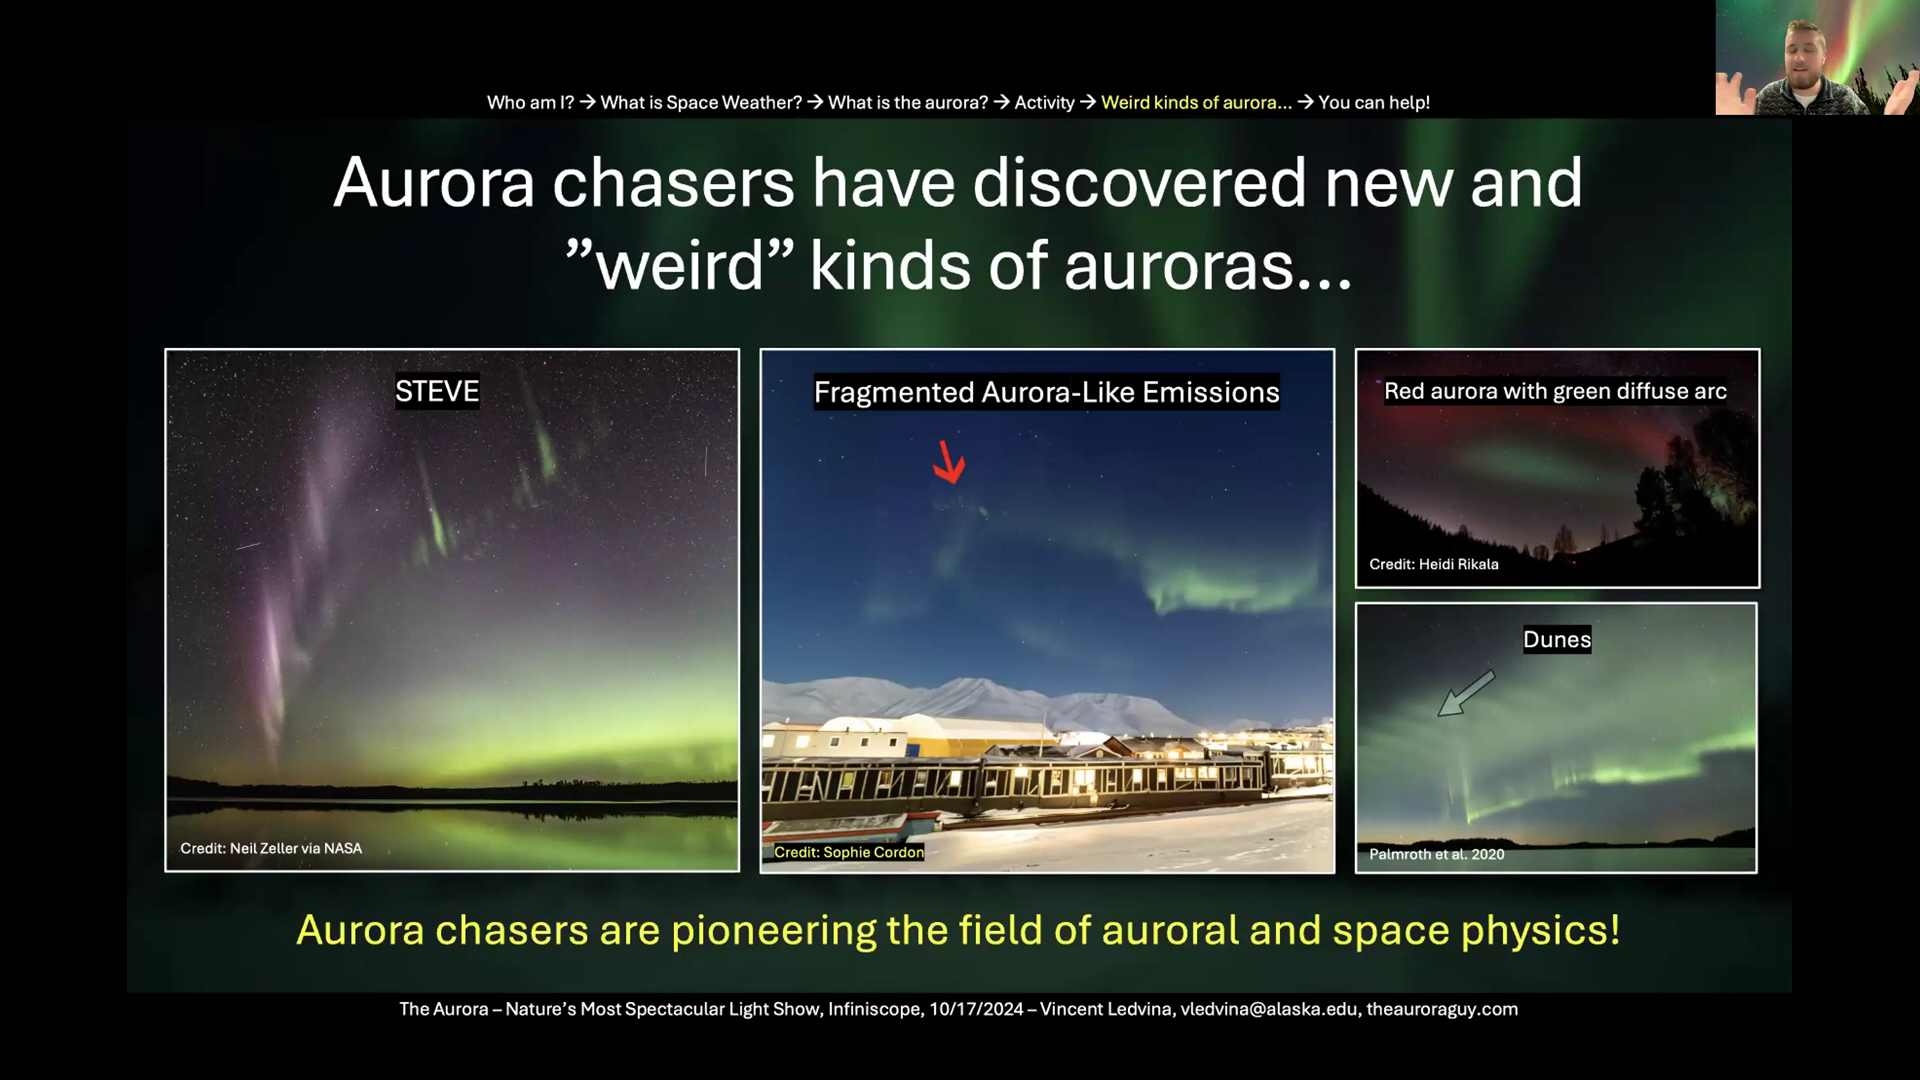 Who am I? → What is Space Weather? → What is the aurora? → Activity → Weird kinds of aurora... → You can help!
Aurora chasers have discovered new and
”weird” kinds of auroras...
STEVE
Credit: Neil Zeller via NASA
Fragmented Aurora-Like Emissions
Credit: Sophie Cordon
Red aurora with green diffuse arc
Credit: Heidi Rikala
Dunes
Palmroth et al. 2020
Aurora chasers are pioneering the field of auroral and space physics!
The Aurora – Nature’s Most Spectacular Light Show, Infiniscope, 10/17/2024 – Vincent Ledvina, vledvina@alaska.edu, theauroraguy.com